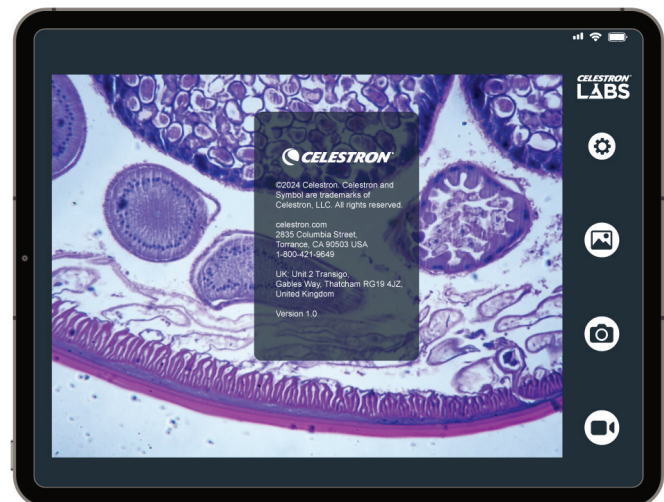 CELESTRON
LABS
CELESTRON
©2024 Celestron. Celestron and
Symbol are trademarks of
Celestron, LLC. All rights reserved.
celestron.com
2835 Columbia Street,
Torrance, CA 90503 USA
1-800-421-9649
UK: Unit 2 Transigo,
Gables Way, Thatcham RG19 4JZ,
United Kingdom
Version 1.0